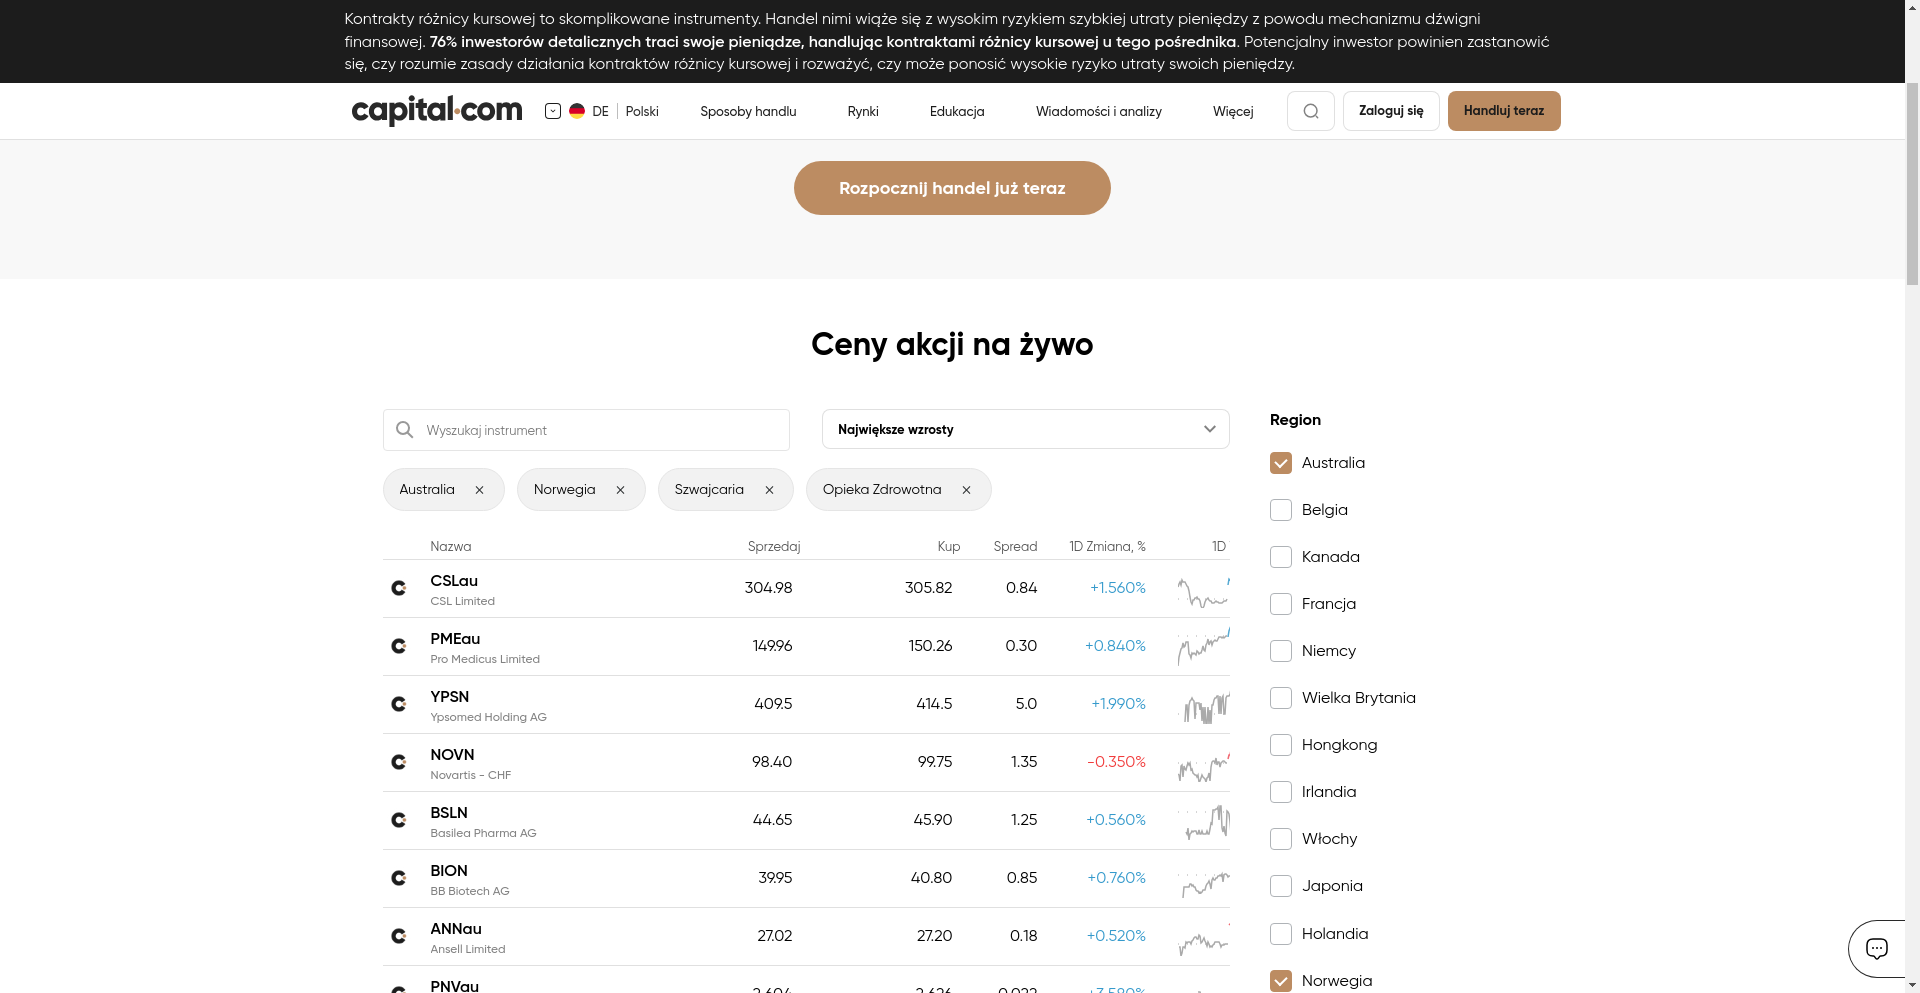 Kontrakty różnicy kursowej to skomplikowane instrumenty. Handel nimi wiąże się z wysokim ryzykiem szybkiej utraty pieniędzy z powodu mechanizmu dźwigni
finansowej. 76% inwestorów detalicznych traci swoje pieniądze, handlując kontraktami różnicy kursowej u tego pośrednika. Potencjalny inwestor powinien zastanowić
się, czy rozumie zasady działania kontraktów różnicy kursowej i rozważyć, czy może ponosić wysokie ryzyko utraty swoich pieniędzy.
capital.com DE Polski Sposoby handlu Rynki Edukacja Wiadomości i analizy Więcej Zaloguj się Handluj teraz
Rozpocznij handel już teraz
Ceny akcji na żywo
Wyszukaj instrument Największe wzrosty
Australia Norwegia Szwajcaria Opieka Zdrowotna
Nazwa Sprzedaj Kup Spread 1D Zmiana, % 1D
CSLau 304.98 305.82 0.84 +1.560%
CSL Limited
PMEau 149.96 150.26 0.30 +0.840%
Pro Medicus Limited
YPSN 409.5 414.5 5.0 +1.990%
Ypsomed Holding AG
NOVN 98.40 99.75 1.35 -0.350%
Novartis - CHF
BSLN 44.65 45.90 1.25 +0.560%
Basilea Pharma AG
BION 39.95 40.80 0.85 +0.760%
BB Biotech AG
ANNau 27.02 27.20 0.18 +0.520%
Ansell Limited
PNVau 2.604 2.626 0.022 +3.580%
Region
Australia
Belgia
Kanada
Francja
Niemcy
Wielka Brytania
Hongkong
Irlandia
Włochy
Japonia
Holandia
Norwegia